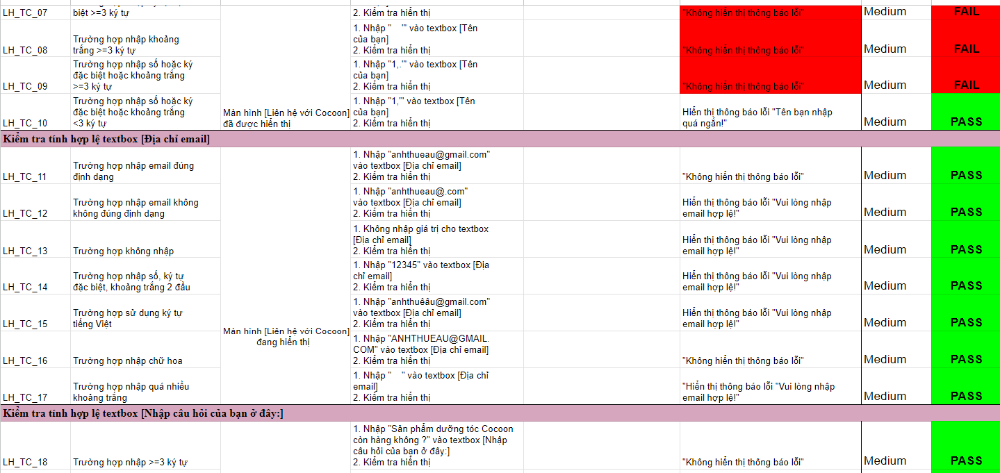 LH_TC_07
biệt >=3 ký tự
2. Kiểm tra hiển thị
"Không hiển thị thông báo lỗi"
Medium
FAIL
LH_TC_08
Trường hợp nhập khoảng
trắng >=3 ký tự
1. Nhập "    '" vào textbox [Tên
của bạn]
2. Kiểm tra hiển thị
"Không hiển thị thông báo lỗi"
Medium
FAIL
LH_TC_09
Trường hợp nhập số hoặc ký
đặc biệt hoặc khoảng trắng
>=3 ký tự
1. Nhập "1,.'" vào textbox [Tên
của bạn]
2. Kiểm tra hiển thị
"Không hiển thị thông báo lỗi"
Medium
FAIL
LH_TC_10
Trường hợp nhập số hoặc ký
đặc biệt hoặc khoảng trắng
<3 ký tự
Màn hình [Liên hệ với Cocoon]
đã được hiển thị
1. Nhập "1,'" vào textbox [Tên
của bạn]
2. Kiểm tra hiển thị
Hiển thị thông báo lỗi "Tên bạn nhập
quá ngắn!"
Medium
PASS
Kiểm tra tính hợp lệ textbox [Địa chỉ email]
LH_TC_11
Trường hợp nhập email đúng
định dạng
1. Nhập "anhthueau@gmail.com"
vào textbox [Địa chỉ email]
2. Kiểm tra hiển thị
"Không hiển thị thông báo lỗi"
Medium
PASS
LH_TC_12
Trường hợp nhập email không
không đúng định dạng
1. Nhập "anhthueau@.com"
vào textbox [Địa chỉ email]
2. Kiểm tra hiển thị
Hiển thị thông báo lỗi "Vui lòng nhập
email hợp lệ!"
Medium
PASS
LH_TC_13
Trường hợp không nhập
1. Không nhập giá trị cho textbox
[Địa chỉ email]
2. Kiểm tra hiển thị
Hiển thị thông báo lỗi "Vui lòng nhập
email hợp lệ!"
Medium
PASS
LH_TC_14
Trường hợp nhập số, ký tự
đặc biệt, khoảng trắng 2 đầu
1. Nhập "12345" vào textbox [Địa
chỉ email]
2. Kiểm tra hiển thị
Hiển thị thông báo lỗi "Vui lòng nhập
email hợp lệ!"
Medium
PASS
LH_TC_15
Trường hợp sử dụng ký tự
tiếng Việt
1. Nhập "anhthuêâu@gmail.com"
vào textbox [Địa chỉ email]
2. Kiểm tra hiển thị
Hiển thị thông báo lỗi "Vui lòng nhập
email hợp lệ!"
Medium
PASS
Màn hình [Liên hệ với Cocoon]
đang hiển thị
LH_TC_16
Trường hợp nhập chữ hoa
1. Nhập "ANHTHUEAU@GMAIL.
COM" vào textbox [Địa chỉ email]
2. Kiểm tra hiển thị
"Không hiển thị thông báo lỗi"
Medium
PASS
LH_TC_17
Trường hợp nhập quá nhiều
khoảng trắng
1. Nhập "    " vào textbox [Địa chỉ
email]
2. Kiểm tra hiển thị
"Hiển thị thông báo lỗi "Vui lòng nhập
email hợp lệ!"
Medium
PASS
Kiểm tra tính hợp lệ textbox [Nhập câu hỏi của bạn ở đây:]
LH_TC_18
Trường hợp nhập >=3 ký tự
1. Nhập "Sản phẩm dưỡng tóc Cocoon
còn hàng không ?" vào textbox [Nhập
câu hỏi của bạn ở đây:]
2. Kiểm tra hiển thị
"Không hiển thị thông báo lỗi"
Medium
PASS